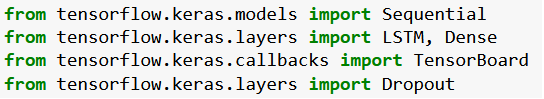 from tensorflow.keras.models import Sequential
from tensorflow.keras.layers import LSTM, Dense
from tensorflow.keras.callbacks import TensorBoard
from tensorflow.keras.layers import Dropout